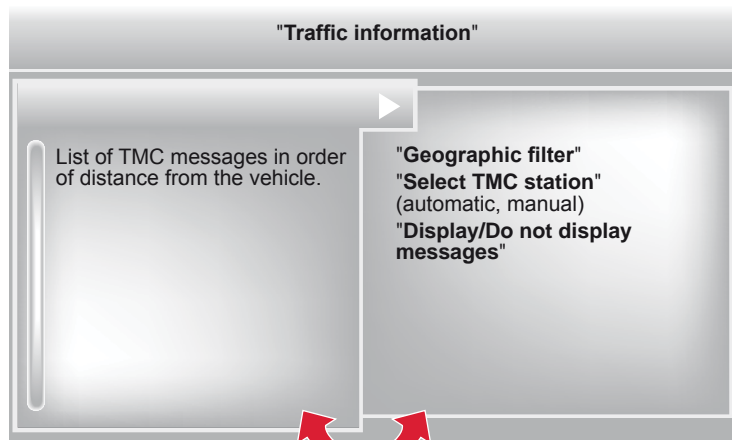 "Traffic information"
List of TMC messages in order
of distance from the vehicle.
"Geographic filter"
"Select TMC station"
(automatic, manual)
"Display/Do not display
messages"